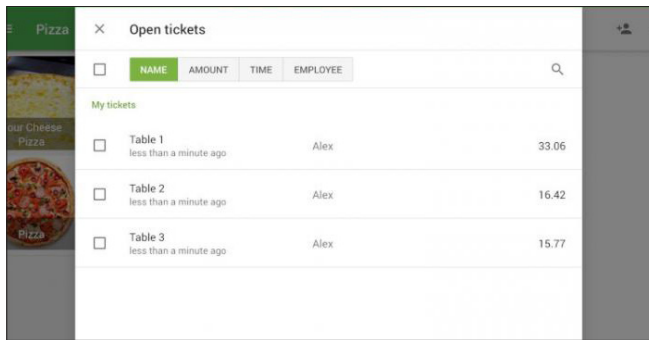 Pizza
Open tickets
NAME AMOUNT TIME EMPLOYEE
My tickets
Table 1 Alex 33.06
less than a minute ago
Table 2 Alex 16.42
less than a minute ago
Table 3 Alex 15.77
less than a minute ago
our Cheese
Pizza
Pizza